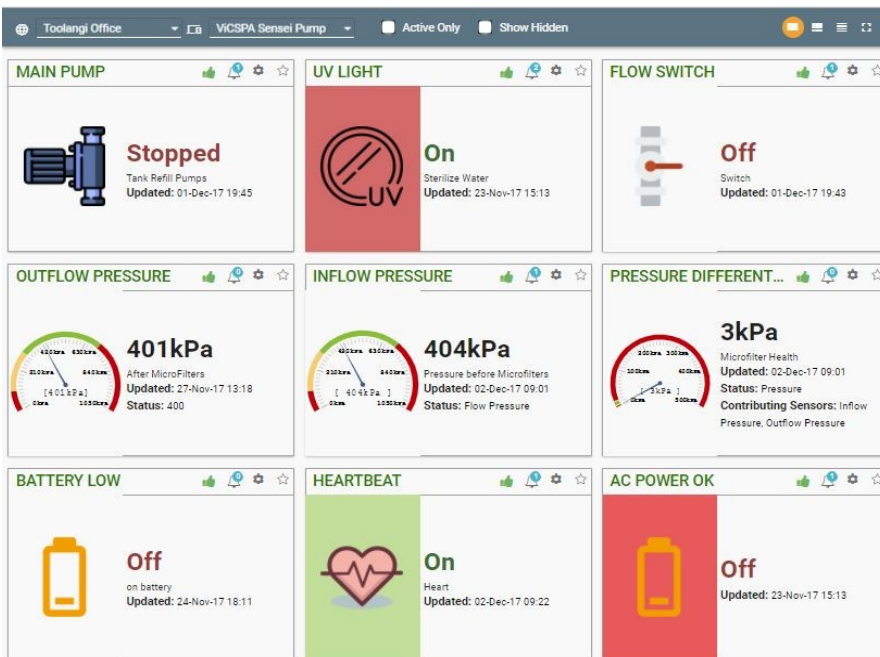 Toolangi Office ViCSPA Sensei Pump Active Only Show Hidden
MAIN PUMP
Stopped
Tank Refill Pumps
Updated: 01-Dec-17 19:45
UV LIGHT
UV
On
Sterilize Water
Updated: 23-Nov-17 15:13
FLOW SWITCH
Off
Switch
Updated: 01-Dec-17 19:43
OUTFLOW PRESSURE
[401kPa]
401kPa
After MicroFilters
Updated: 27-Nov-17 13:18
Status: 400
INFLOW PRESSURE
[ 404kPa ]
404kPa
Pressure before Microfilters
Updated: 02-Dec-17 09:01
Status: Flow Pressure
PRESSURE DIFFERENT...
[ 3kPa ]
3kPa
Microfilter Health
Updated: 02-Dec-17 09:01
Status: Pressure
Contributing Sensors: Inflow
Pressure, Outflow Pressure
BATTERY LOW
Off
on battery
Updated: 24-Nov-17 18:11
HEARTBEAT
On
Heart
Updated: 02-Dec-17 09:22
AC POWER OK
Off
Updated: 23-Nov-17 15:13